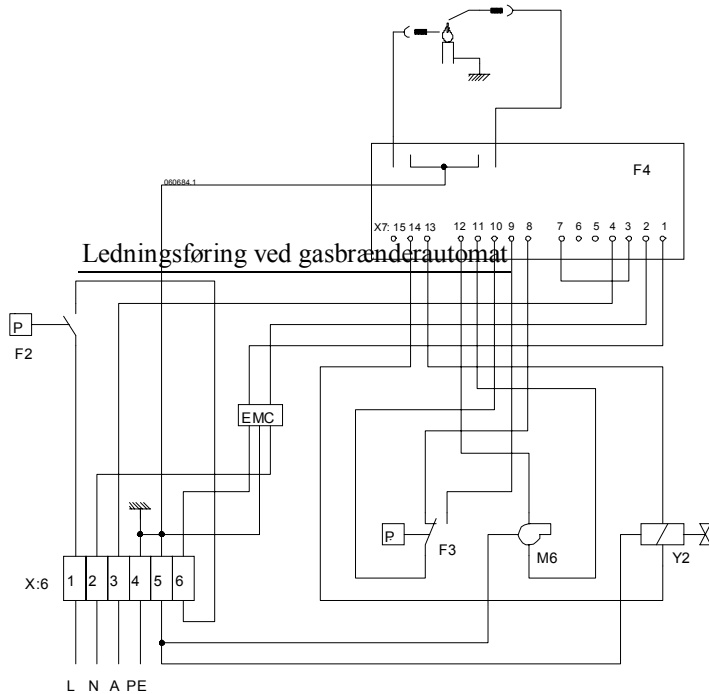 F4
060684.1
X7: 15 14 13 12 11 10 9 8 7 6 5 4 3 2 1
Ledningsføring ved gasbrænderautomat
P
F2
EMC
P
F3
M6
Y2
X:6
1 2 3 4 5 6
L N A PE